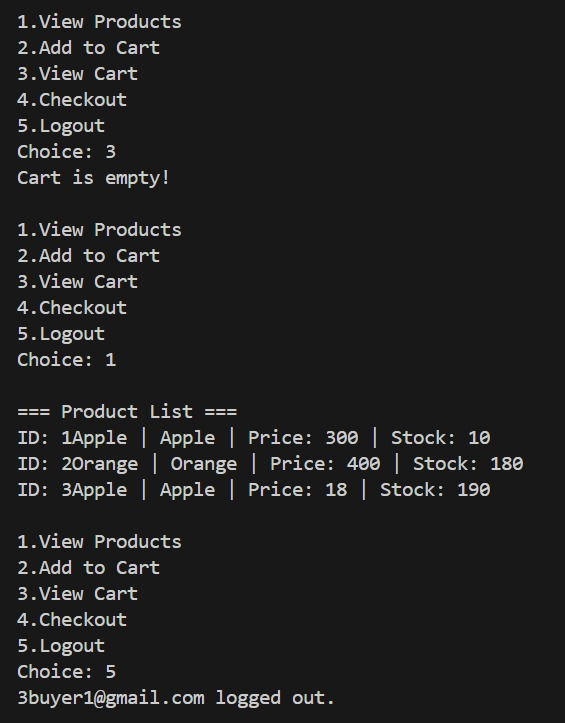 1.View Products
2.Add to Cart
3.View Cart
4.Checkout
5.Logout
Choice: 3
Cart is empty!
1.View Products
2.Add to Cart
3.View Cart
4.Checkout
5.Logout
Choice: 1
=== Product List ===
ID: 1Apple | Apple | Price: 300 | Stock: 10
ID: 2Orange | Orange | Price: 400 | Stock: 180
ID: 3Apple | Apple | Price: 18 | Stock: 190
1.View Products
2.Add to Cart
3.View Cart
4.Checkout
5.Logout
Choice: 5
3buyer1@gmail.com logged out.